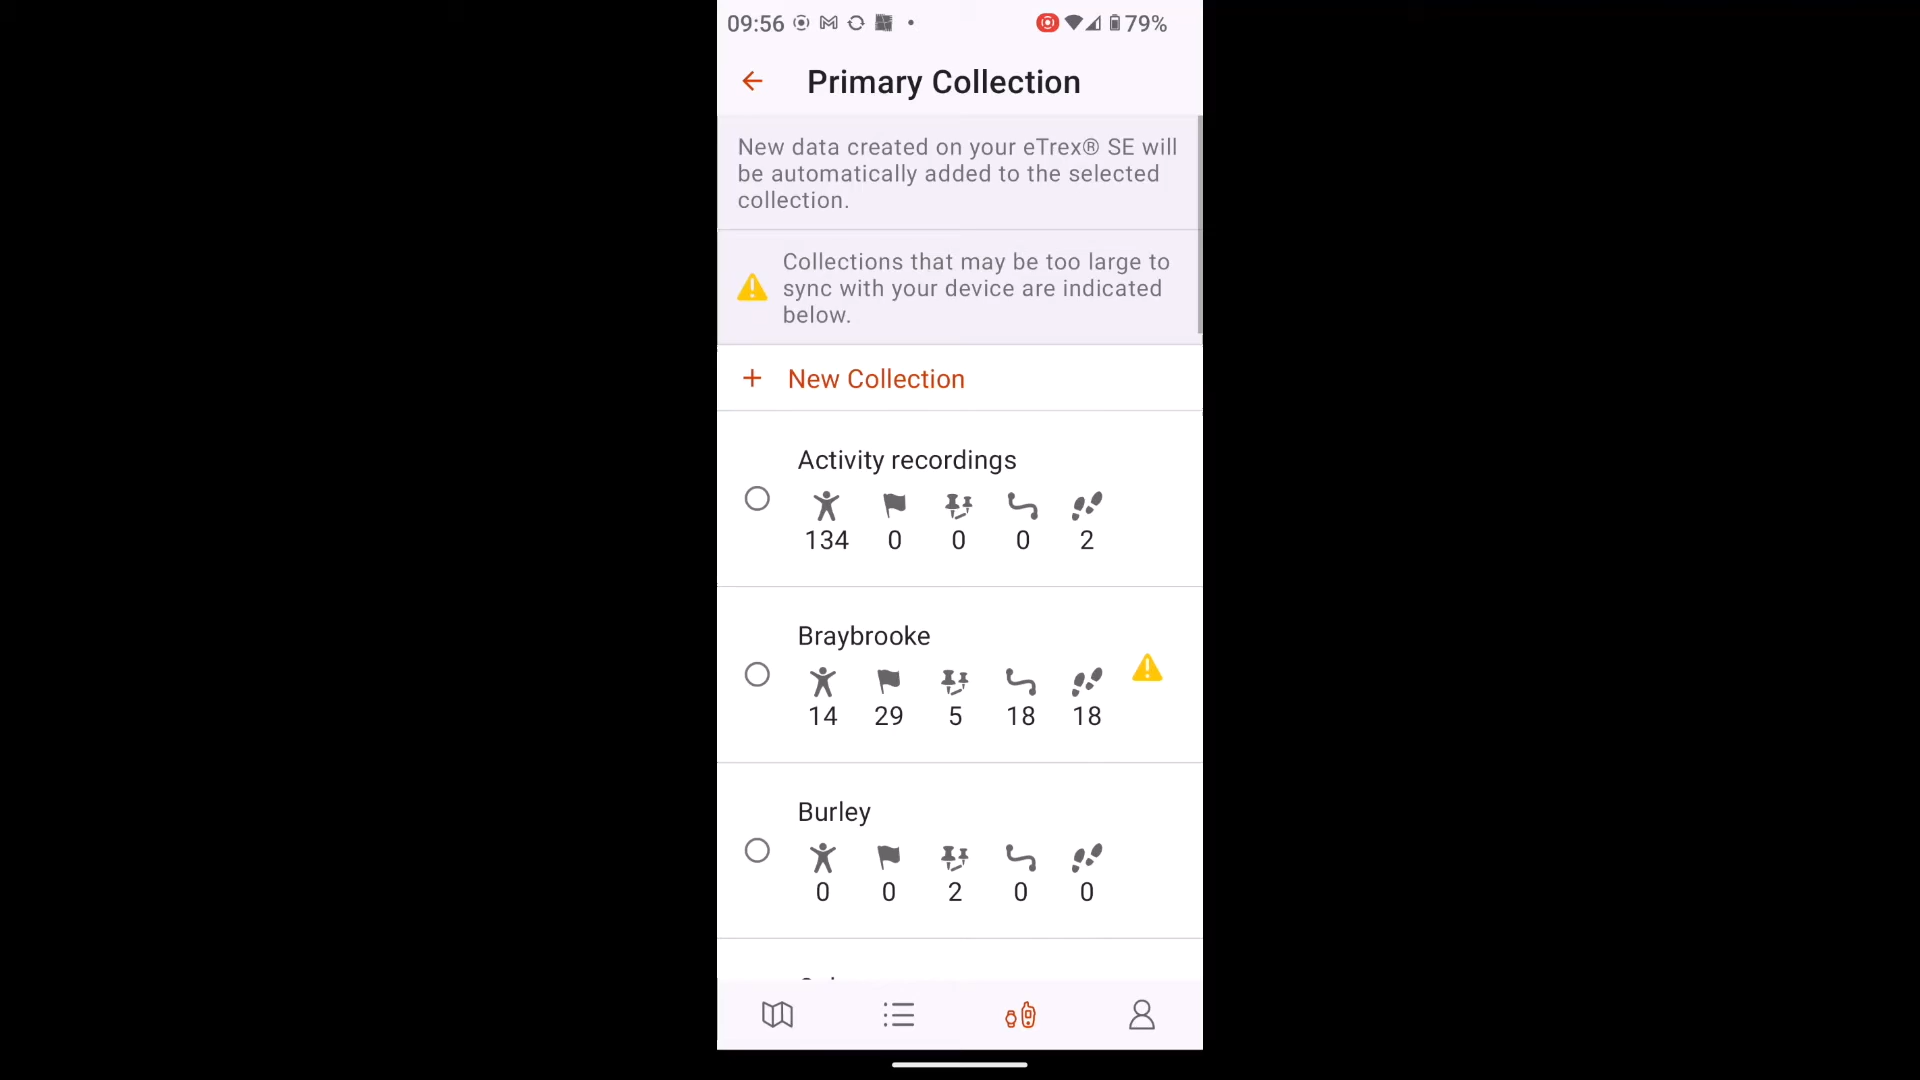 09:56
79%
Primary Collection
New data created on your eTrex® SE will
be automatically added to the selected
collection.
Collections that may be too large to
sync with your device are indicated
below.
+ New Collection
Activity recordings
134 0 0 0 2
Braybrooke
14 29 5 18 18
Burley
0 0 2 0 0